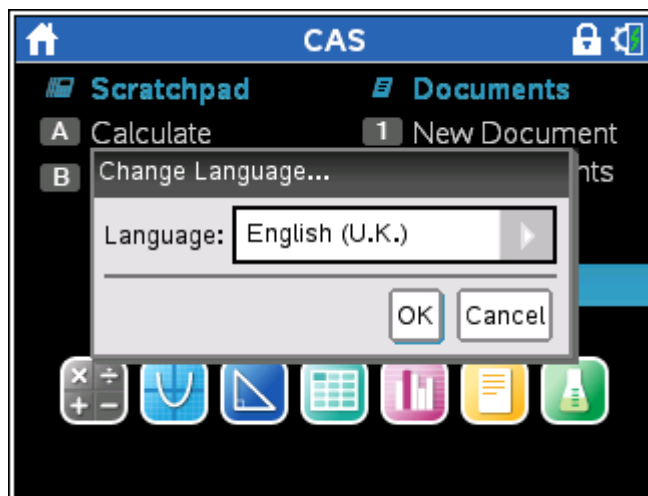 CAS
Scratchpad
Documents
A Calculate
1 New Document
B
nts
Change Language...
Language: English (U.K.)
OK Cancel